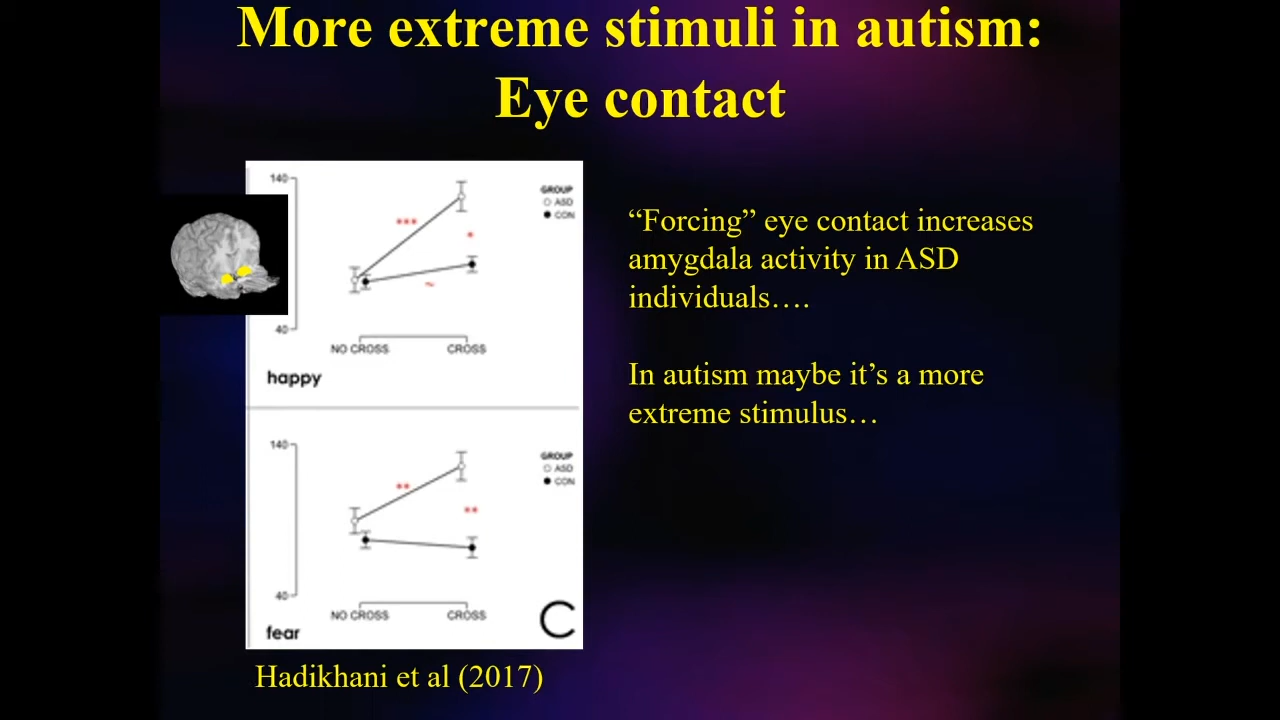 More extreme stimuli in autism:
Eye contact
140
GROUP
ASD
CON
***
*
~
40
NO CROSS CROSS
happy
140
GROUP
ASD
CON
**
**
40
NO CROSS CROSS
fear
C
“Forcing” eye contact increases
amygdala activity in ASD
individuals….
In autism maybe it’s a more
extreme stimulus…
Hadikhani et al (2017)